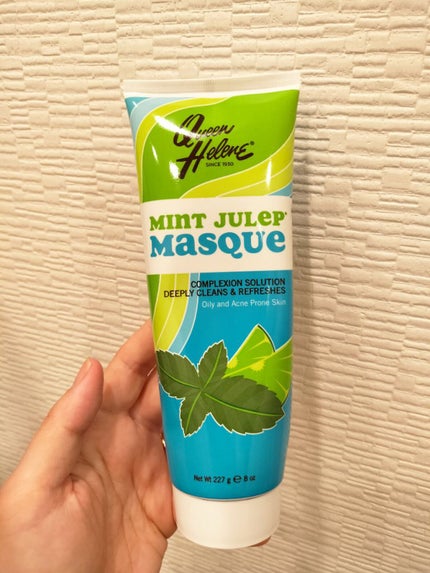 Queen
Helene®
SINCE 1930
MINT JULEP™
MASQUE
COMPLEXION SOLUTION
DEEPLY CLEANS & REFRESHES
Oily and Acne Prone Skin
Net Wt 227 g ℮ 8 oz